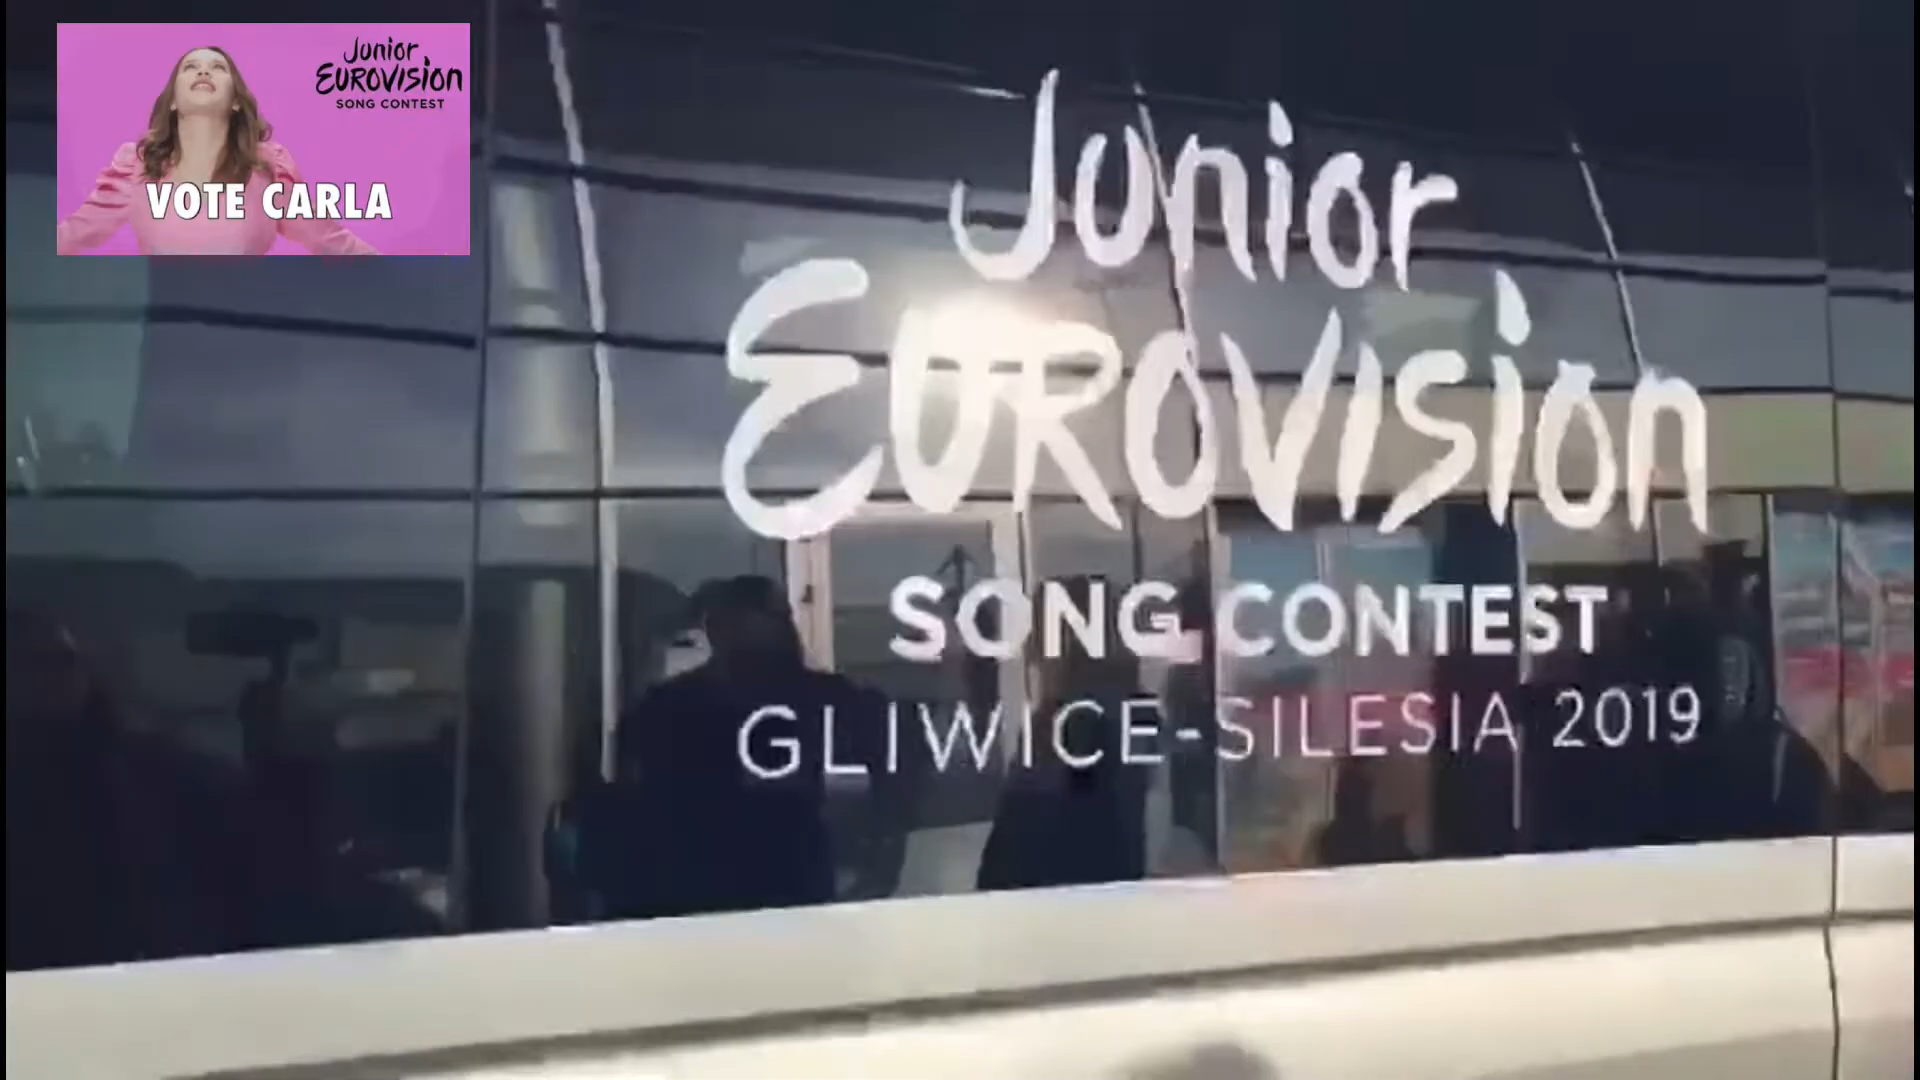 Junior
EUROVISION
SONG CONTEST
VOTE CARLA
Junior
EUROVISION
SONG CONTEST
GLIWICE-SILESIA 2019